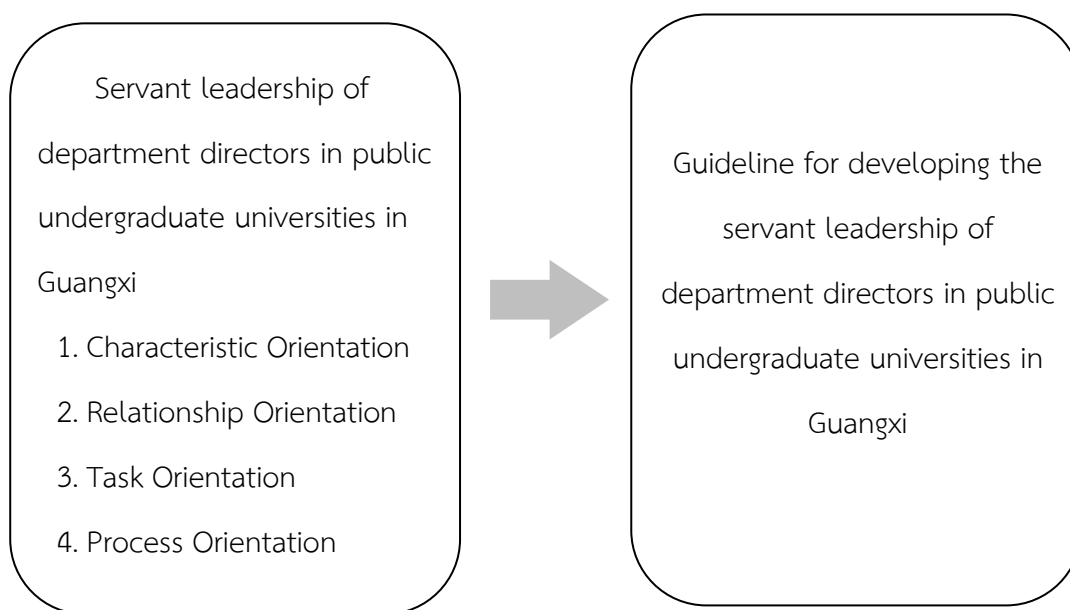 Servant leadership of
department directors in public
undergraduate universities in
Guangxi
1. Characteristic Orientation
2. Relationship Orientation
3. Task Orientation
4. Process Orientation
Guideline for developing the
servant leadership of
department directors in public
undergraduate universities in
Guangxi